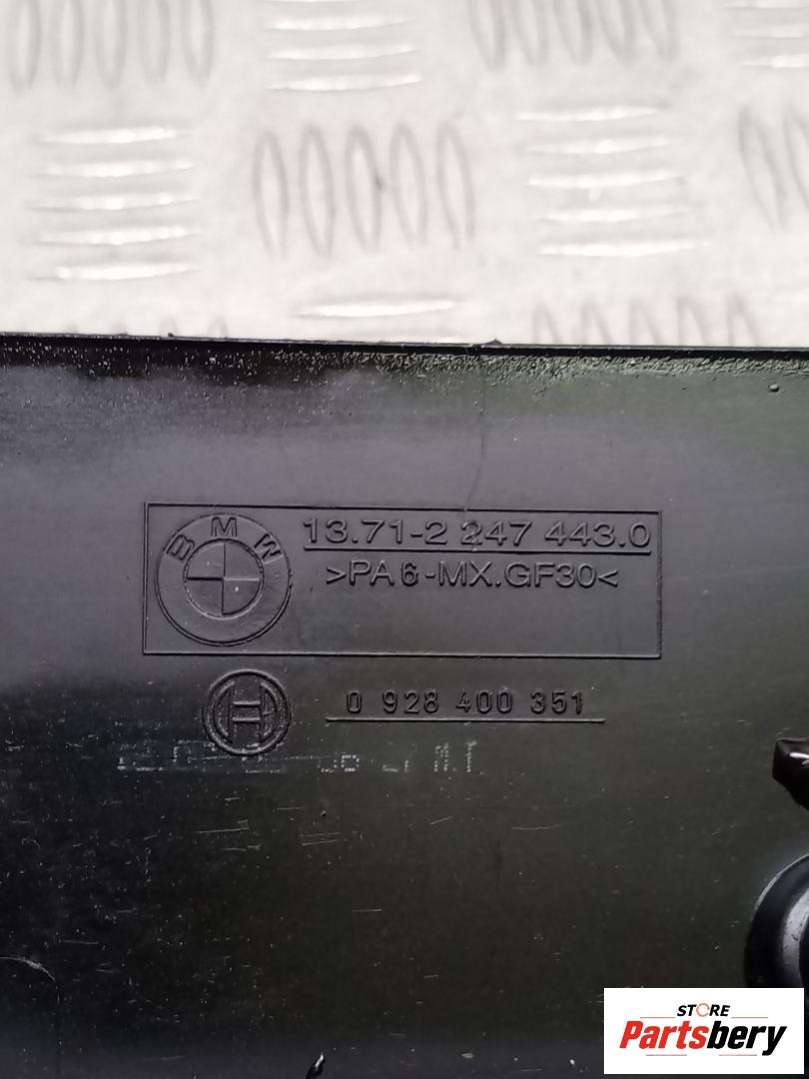 BMW
13.71-2 247 443.0
>PA6-MX.GF30<
0 928 400 351
STORE
Partsbery